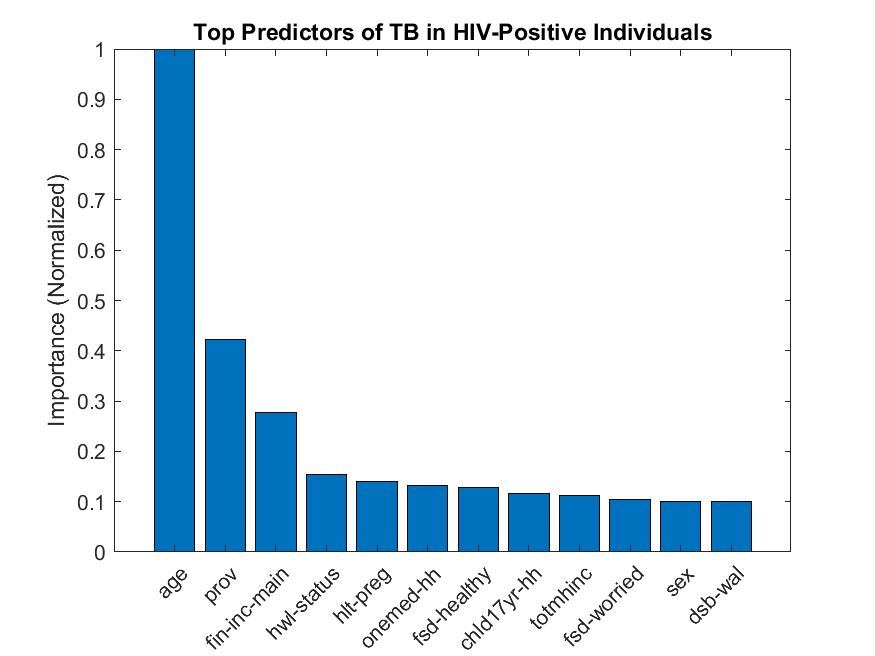 Top Predictors of TB in HIV-Positive Individuals
Importance (Normalized)
1
0.9
0.8
0.7
0.6
0.5
0.4
0.3
0.2
0.1
0
age
prov
fin-inc-main
hwl-status
hlt-preg
onemed-hh
fsd-healthy
chld17yr-hh
totmhinc
fsd-worried
sex
dsb-wal